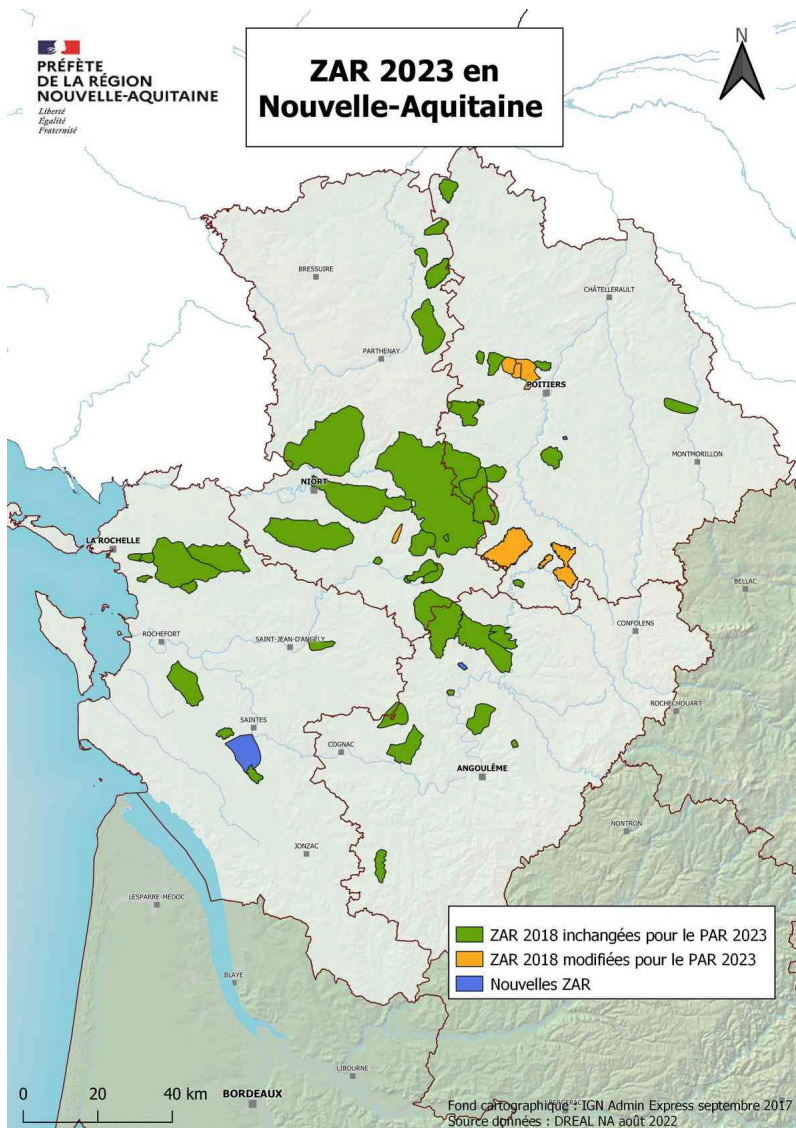 PRÉFÈTE
DE LA RÉGION
NOUVELLE-AQUITAINE
Liberté
Égalité
Fraternité
ZAR 2023 en
Nouvelle-Aquitaine
N
BRESSUIRE
CHÂTELLERAULT
PARTHENAY
POITIERS
MONTMORILLON
NIORT
LA ROCHELLE
BELLAC
CONFOLENS
ROCHEFORT
SAINT-JEAN-D'ANGELY
ROCHECHOUART
SAINTES
COGNAC
ANGOULÊME
NONTRON
JONZAC
LESPARRE-MÉDOC
ZAR 2018 inchangées pour le PAR 2023
ZAR 2018 modifiées pour le PAR 2023
Nouvelles ZAR
BLAYE
LIBOURNE
0 20 40 km
BORDEAUX
BERGERAC
Fond cartographique : IGN Admin Express septembre 2017
Source données : DREAL NA août 2022